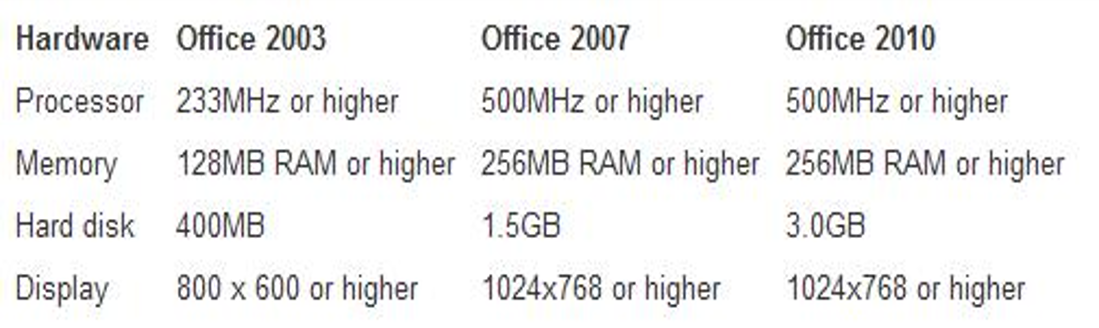 Hardware Office 2003 Office 2007 Office 2010
Processor 233MHz or higher 500MHz or higher 500MHz or higher
Memory 128MB RAM or higher 256MB RAM or higher 256MB RAM or higher
Hard disk 400MB 1.5GB 3.0GB
Display 800 x 600 or higher 1024x768 or higher 1024x768 or higher